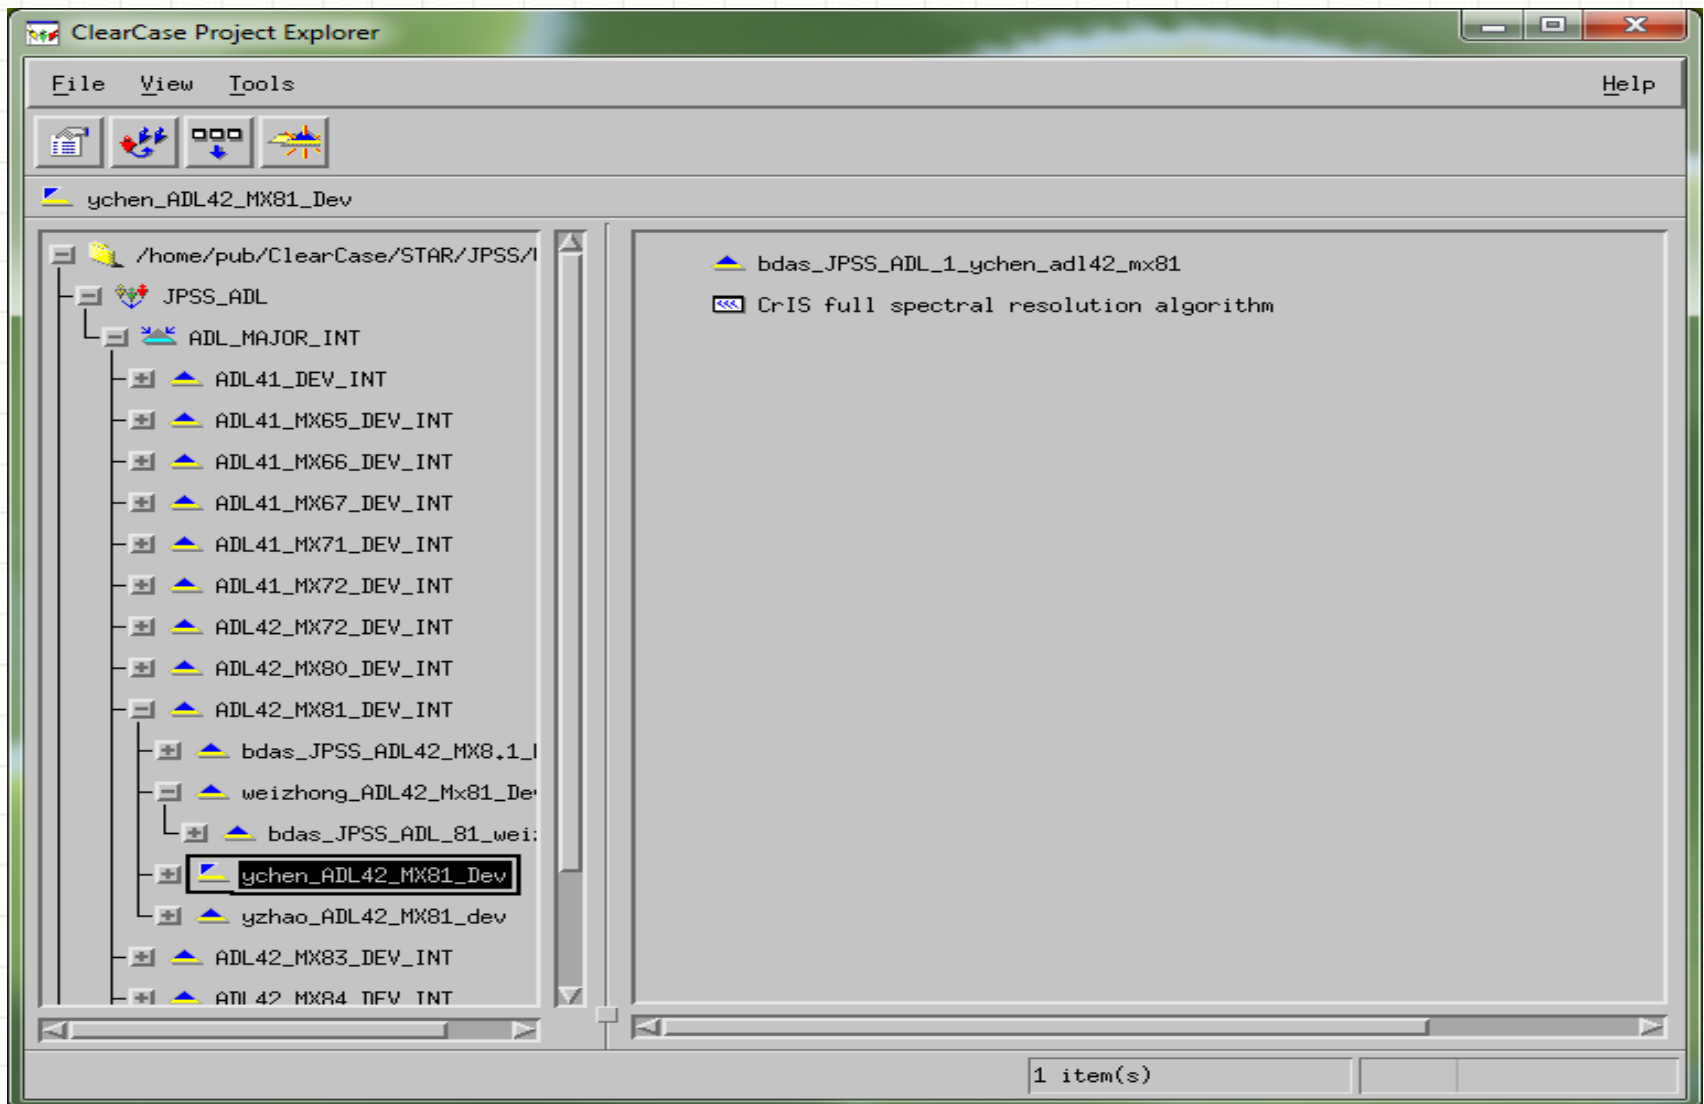 ClearCase Project Explorer
File View Tools Help
ychen_ADL42_MX81_Dev
/home/pub/ClearCase/STAR/JPSS/
JPSS_ADL
ADL_MAJOR_INT
ADL41_DEV_INT
ADL41_MX65_DEV_INT
ADL41_MX66_DEV_INT
ADL41_MX67_DEV_INT
ADL41_MX71_DEV_INT
ADL41_MX72_DEV_INT
ADL42_MX72_DEV_INT
ADL42_MX80_DEV_INT
ADL42_MX81_DEV_INT
bdas_JPSS_ADL42_MX8.1_
weizhong_ADL42_Mx81_De
bdas_JPSS_ADL_81_wei
ychen_ADL42_MX81_Dev
yzhao_ADL42_MX81_dev
ADL42_MX83_DEV_INT
ADL42_MX84_DEV_INT
bdas_JPSS_ADL_1_ychen_adl42_mx81
CrIS full spectral resolution algorithm
1 item(s)